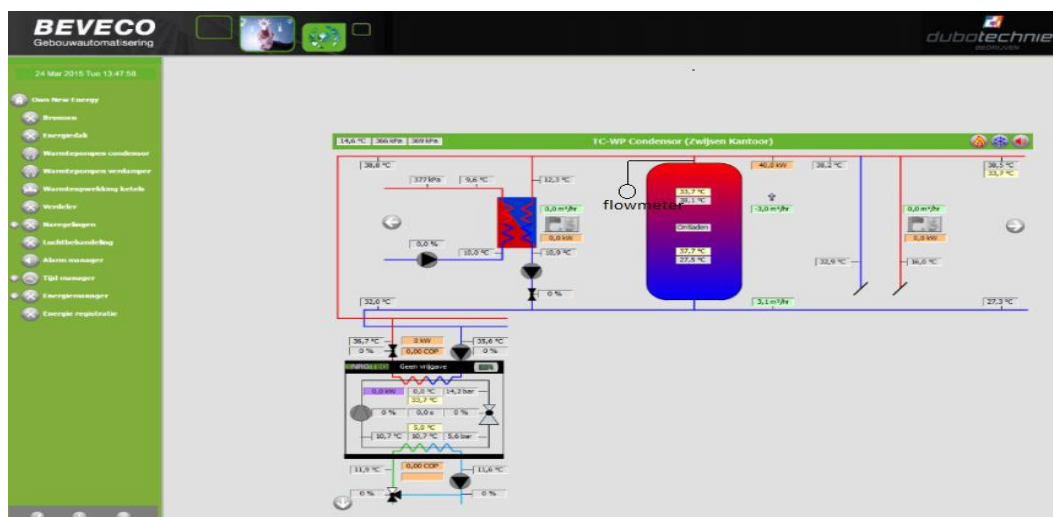 BEVECO
Gebouwautomatisering
dubotechniek
BEDRIJVEN
24 Mar 2015 Tue 13:47:58
Own New Energy
Bronnen
Energiedak
Warmtepompen condensor
Warmtepompen verdamper
Warmteopwekking ketels
Verdeler
Naregelingen
Luchtbehandeling
Alarm manager
Tijd manager
Energiemanager
Energie registratie
14,6 °C 366 kPa 369 kPa TC-WP Condensor (Zwijsen Kantoor)
38,8 °C 40,0 kW 38,2 °C 38,5 °C
33,7 °C
377 kPa 9,6 °C 12,3 °C
flowmeter
33,7 °C
38,1 °C
0,0 m³/hr -3,0 m³/hr 0,0 m³/hr
Ontladen
0,0 kW 0,0 kW
0,0 % 10,0 °C 10,9 °C
37,7 °C
27,5 °C
32,9 °C 36,0 °C
0 %
32,0 °C 3,1 m³/hr 27,3 °C
36,7 °C 0 kW 35,6 °C
0 % 0,00 COP 0 %
Geen vrijgave
0,0 kW 0,0 °C 14,2 bar
33,7 °C
0 % 0,0 s 0 %
5,0 °C
10,7 °C 10,7 °C 5,6 bar
11,9 °C 0,00 COP 11,6 °C
0 % 0 %